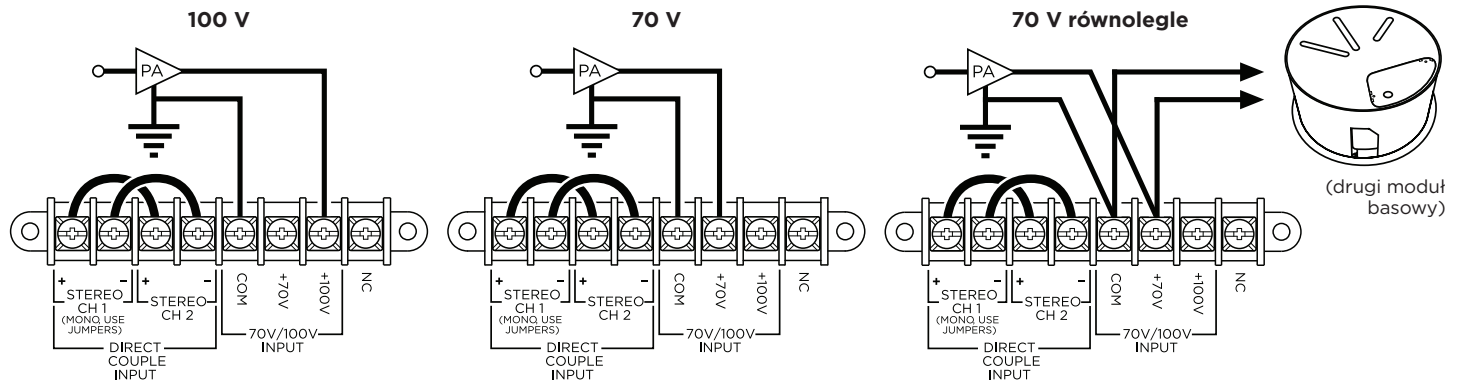 100 V
PA
+ - + -
STEREO
CH 1
(MONO, USE
JUMPERS)
STEREO
CH 2
COM
+70V
+100V
NC
DIRECT
COUPLE
INPUT
70V/100V
INPUT
70 V
PA
+ - + -
STEREO
CH 1
(MONO, USE
JUMPERS)
STEREO
CH 2
COM
+70V
+100V
NC
DIRECT
COUPLE
INPUT
70V/100V
INPUT
70 V równolegle
PA
(drugi moduł
basowy)
+ - + -
STEREO
CH 1
(MONO, USE
JUMPERS)
STEREO
CH 2
COM
+70V
+100V
NC
DIRECT
COUPLE
INPUT
70V/100V
INPUT